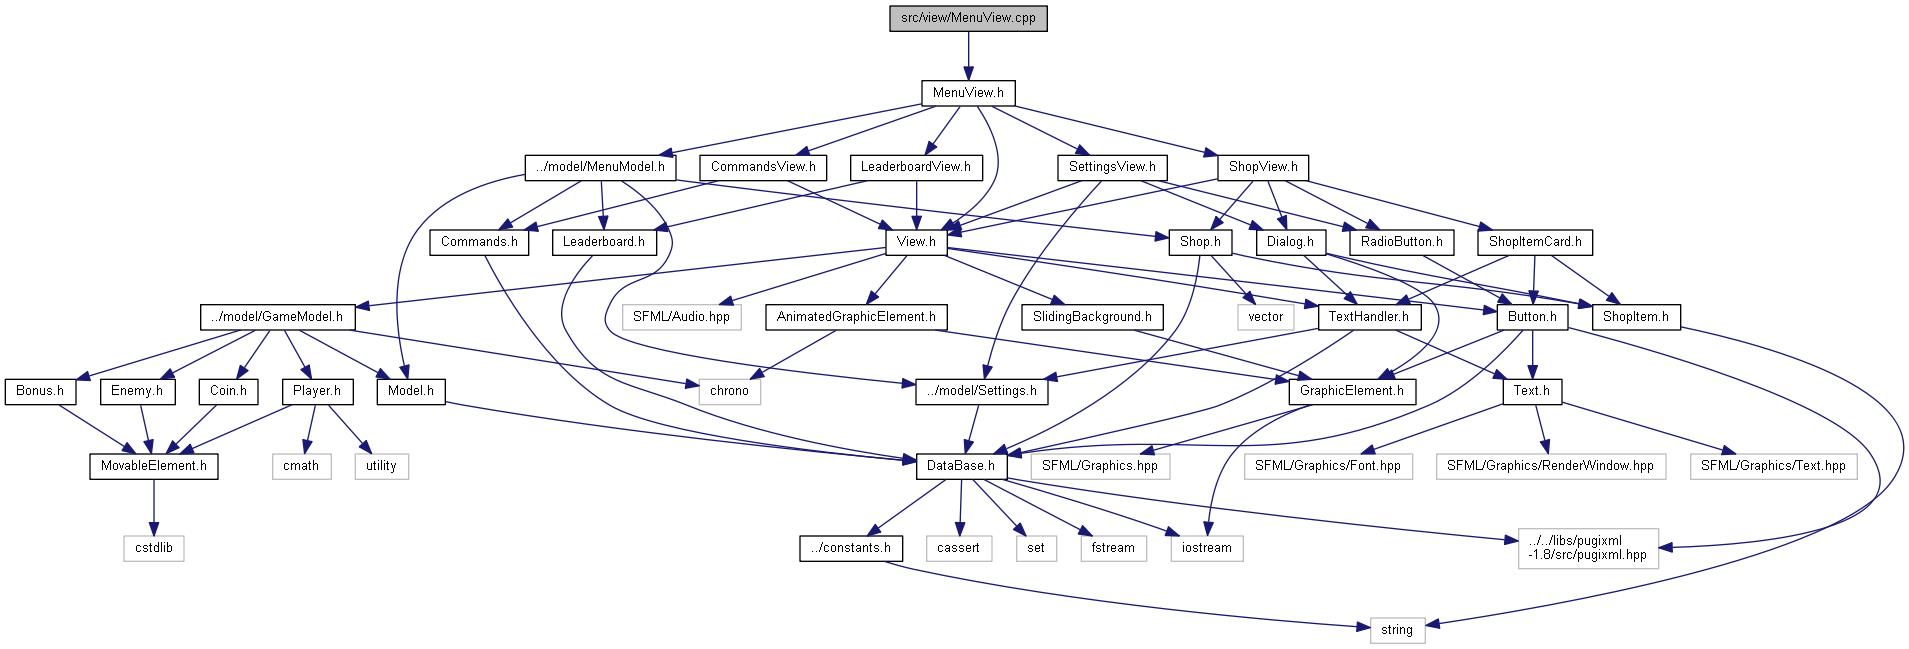 src/view/MenuView.cpp
MenuView.h
../model/MenuModel.h
CommandsView.h
LeaderboardView.h
SettingsView.h
ShopView.h
Commands.h
Leaderboard.h
View.h
Shop.h
Dialog.h
RadioButton.h
ShopItemCard.h
../model/GameModel.h
SFML/Audio.hpp
AnimatedGraphicElement.h
SlidingBackground.h
vector
TextHandler.h
Button.h
ShopItem.h
Bonus.h
Enemy.h
Coin.h
Player.h
Model.h
chrono
../model/Settings.h
GraphicElement.h
Text.h
MovableElement.h
cmath
utility
DataBase.h
SFML/Graphics.hpp
SFML/Graphics/Font.hpp
SFML/Graphics/RenderWindow.hpp
SFML/Graphics/Text.hpp
cstdlib
../constants.h
cassert
set
fstream
iostream
../../libs/pugixml
-1.8/src/pugixml.hpp
string